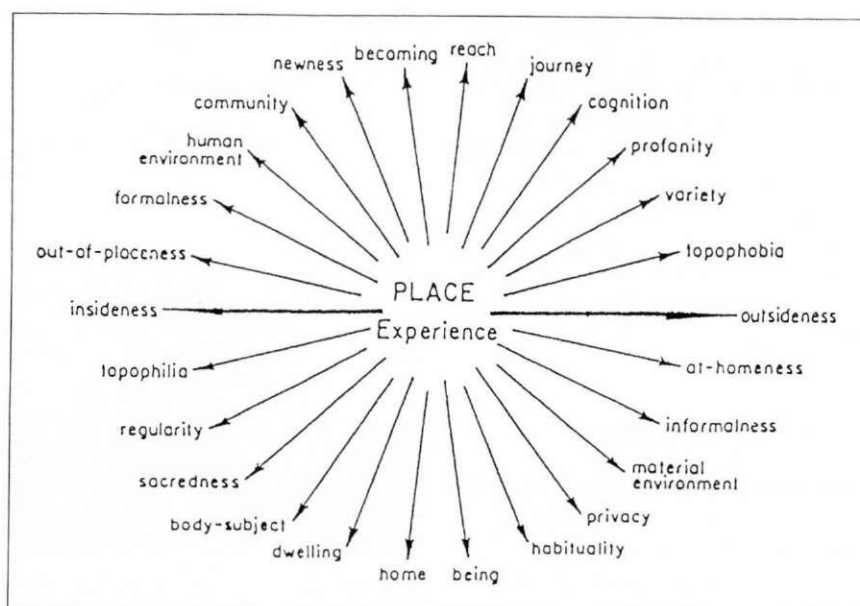 becoming
reach
newness
journey
community
cognition
human
environment
profanity
formalness
variety
out-of-placeness
topophobia
PLACE
insideness
outsideness
Experience
topophilia
at-homeness
regularity
informalness
sacredness
material
environment
body-subject
privacy
dwelling
habituality
home
being